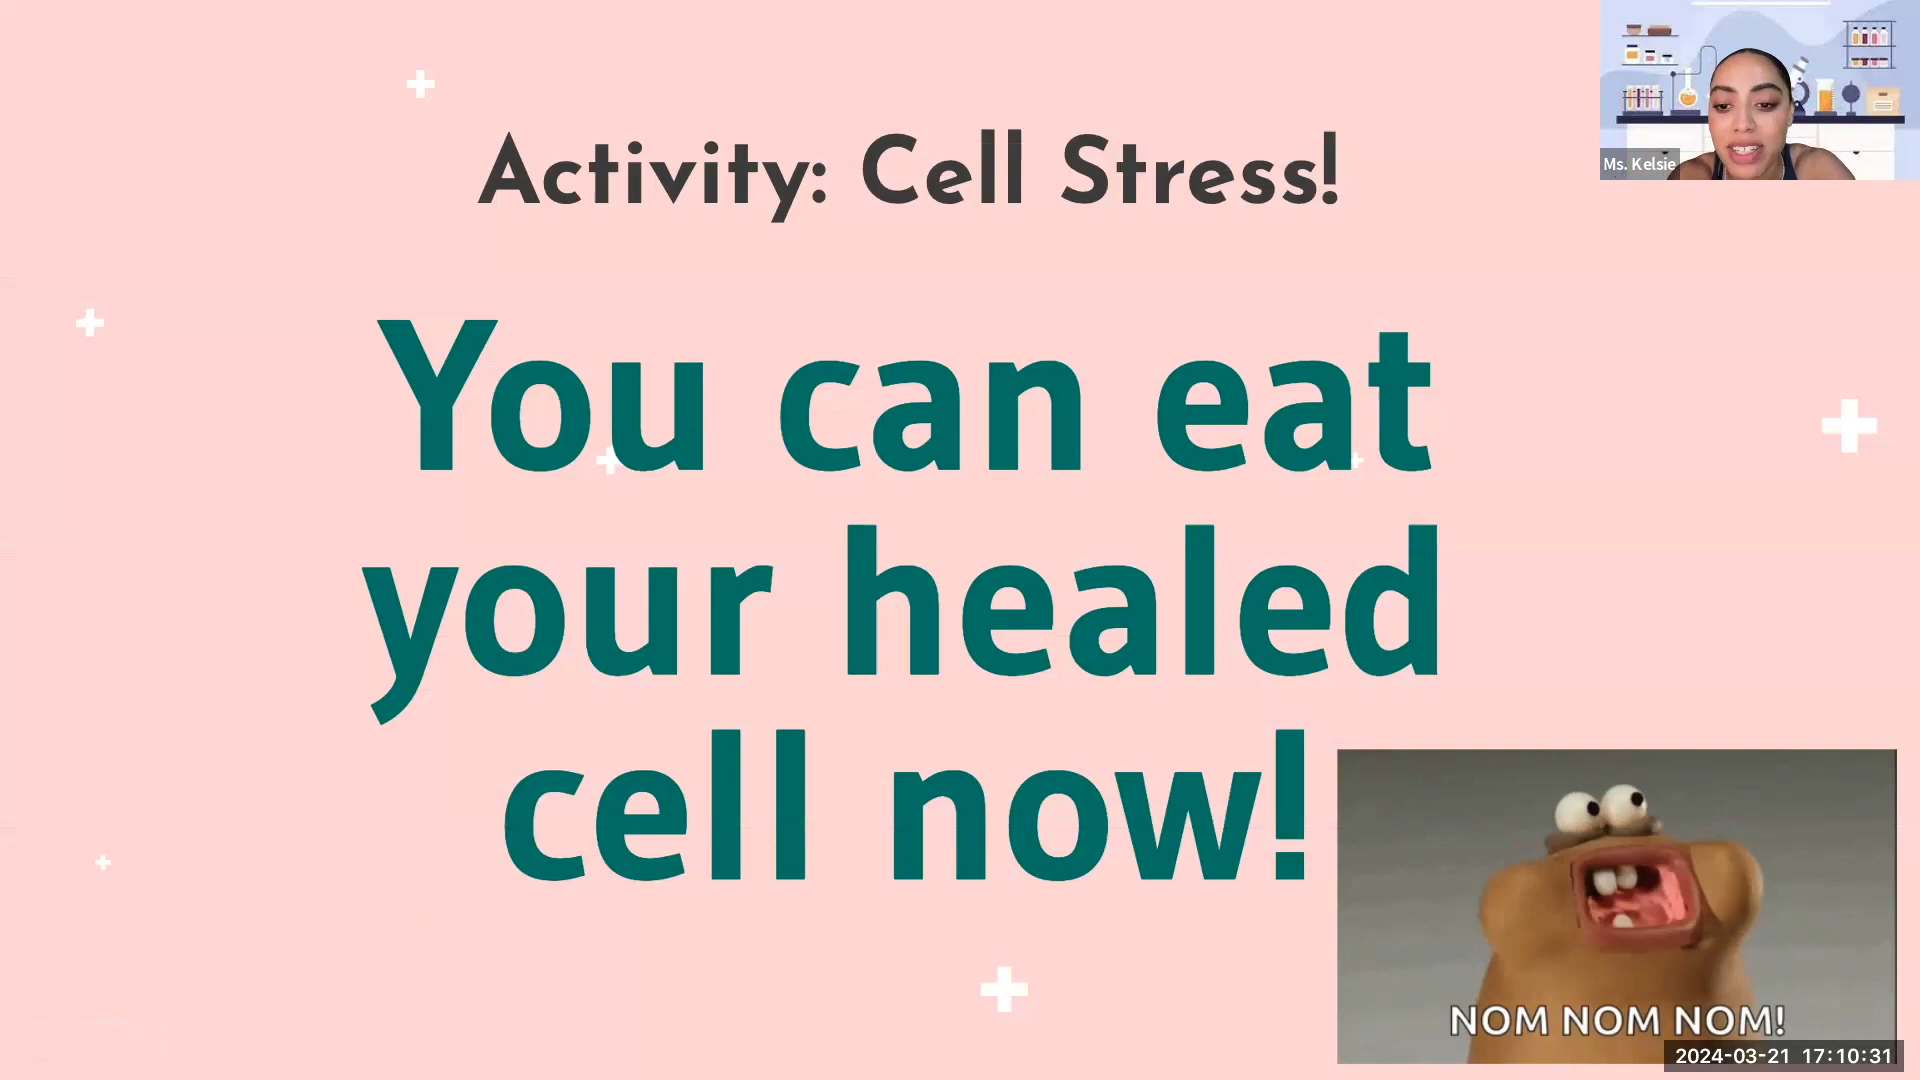 Activity: Cell Stress!
Ms. Kelsie
You can eat
your healed
cell now!
NOM NOM NOM!
2024-03-21 17:10:31